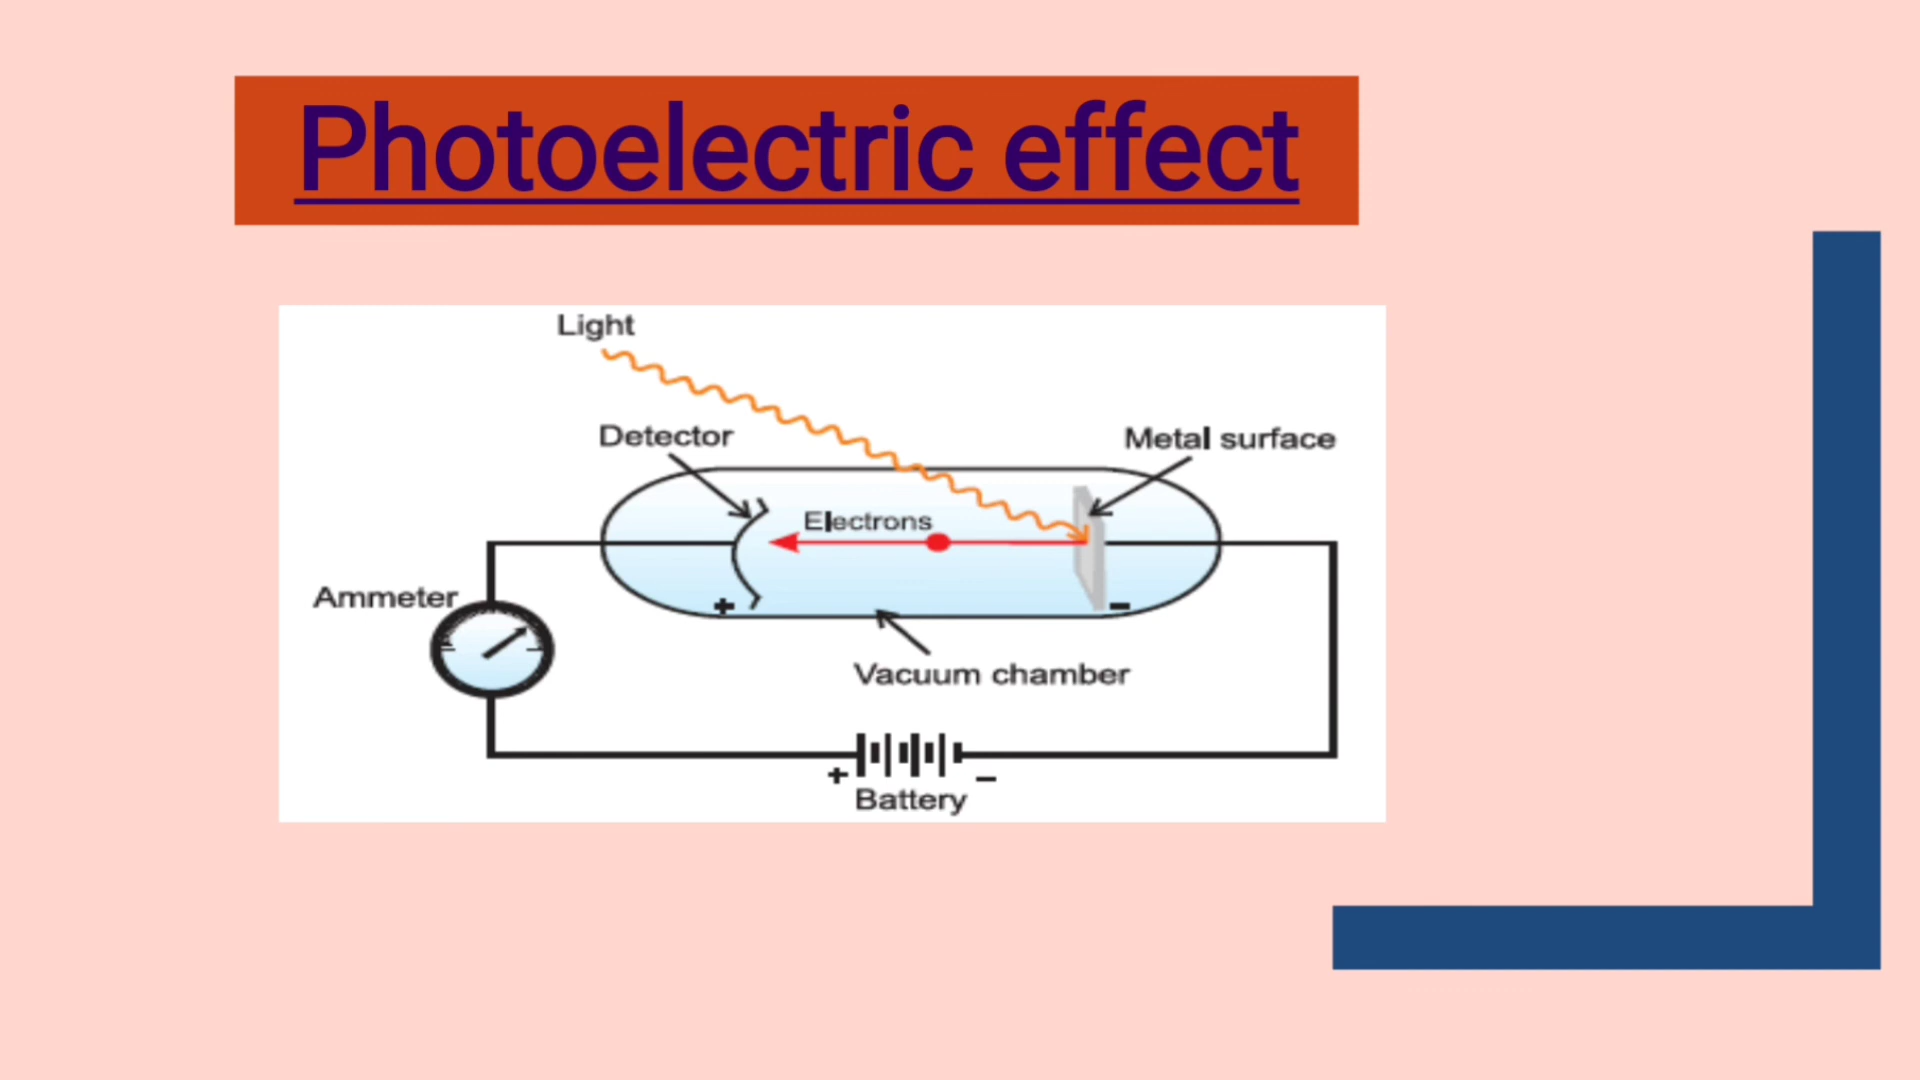 Photoelectric effect
Light
Detector
Metal surface
Electrons
Ammeter
+
−
Vacuum chamber
+
−
Battery